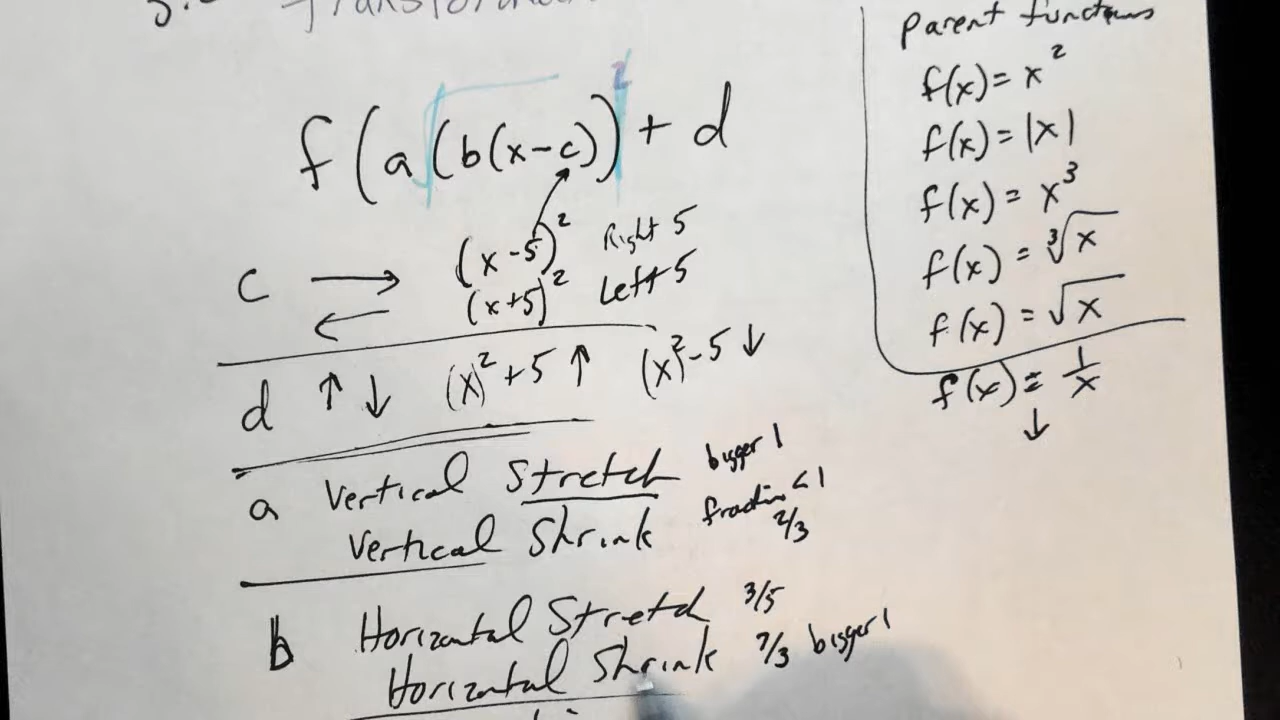 f(a(b(x-c))² + d
c → (x-5)² Right 5
← (x+5)² Left 5
d ↑ ↓ (x)²+5 ↑ (x)²-5 ↓
a Vertical Stretch bigger 1
Vertical Shrink fraction < 1
2/3
b Horizontal Stretch 3/5
Horizontal Shrink 7/3 bigger 1
parent functions
f(x)= x²
f(x)= |x|
f(x)= x³
f(x) = ∛x
f(x) = √x
f(x) = 1/x
↓